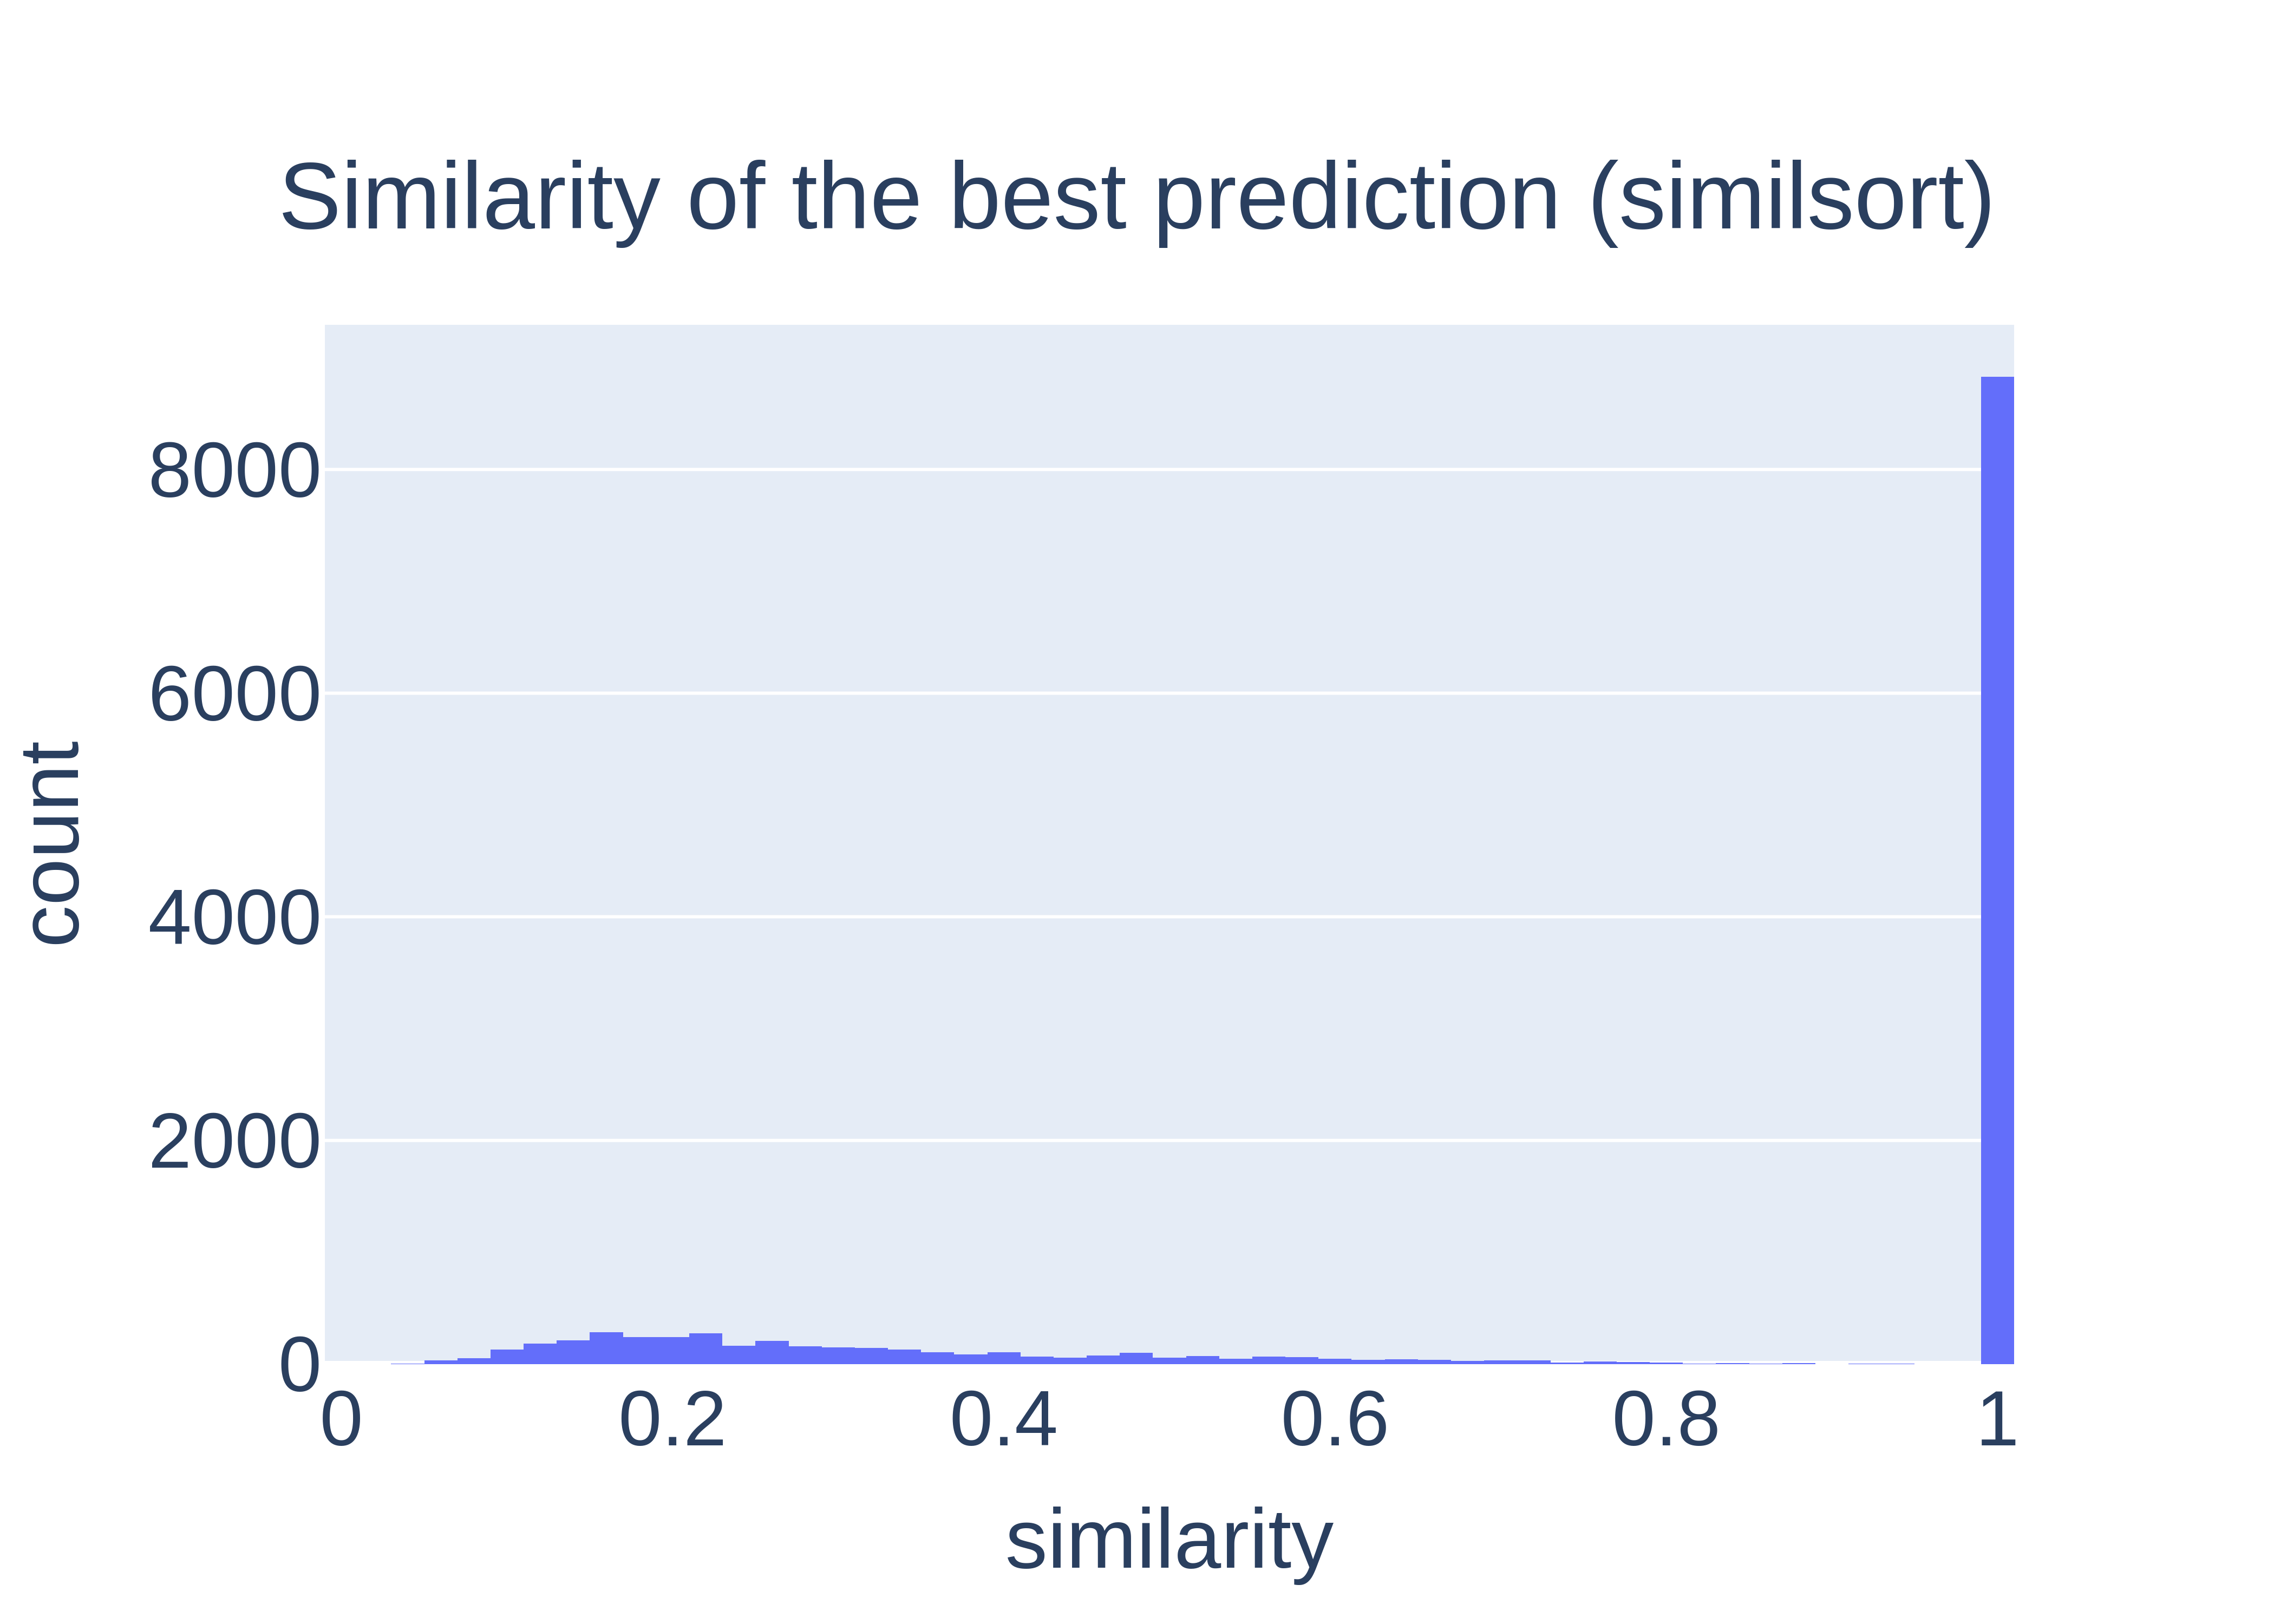 Similarity of the best prediction (similsort)
8000
6000
4000
2000
0
count
0 0.2 0.4 0.6 0.8 1
similarity